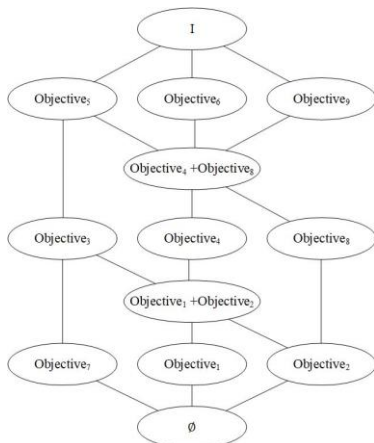 I
Objective₅ Objective₆ Objective₉
Objective₄ +Objective₈
Objective₃ Objective₄ Objective₈
Objective₁ +Objective₂
Objective₇ Objective₁ Objective₂
∅